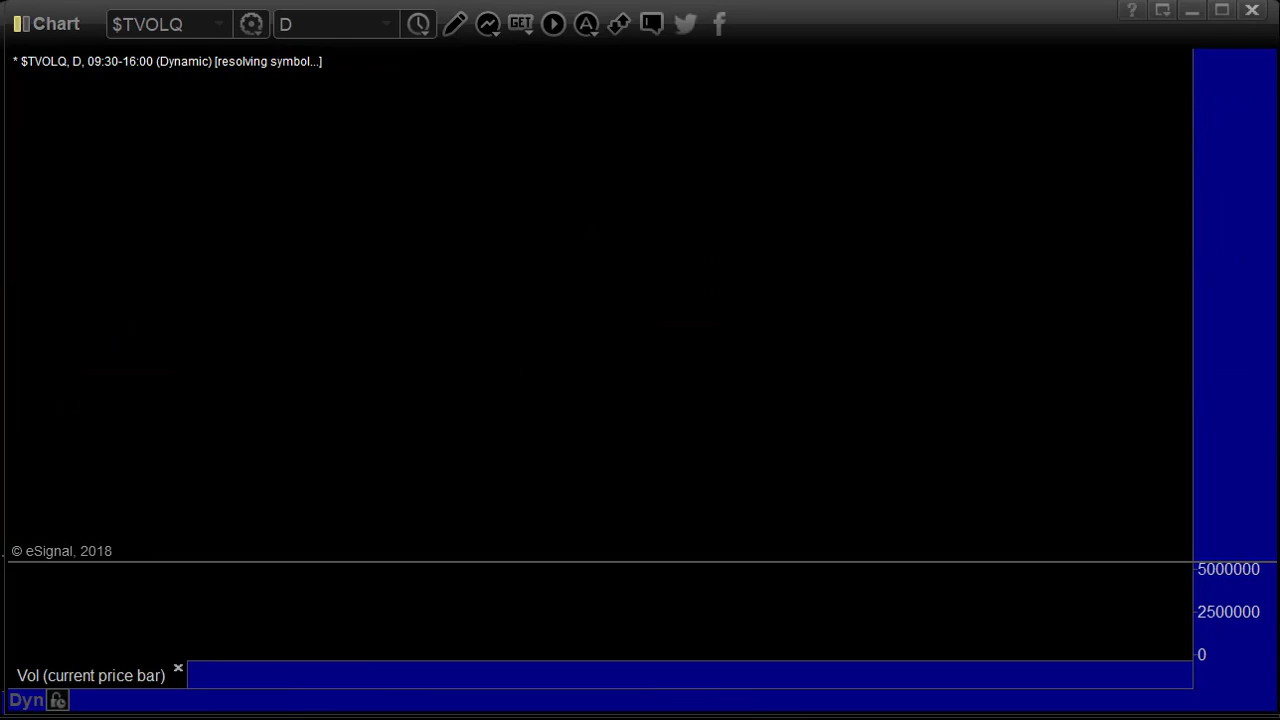 Chart $TVOLQ D GET A ?
* $TVOLQ, D, 09:30-16:00 (Dynamic) [resolving symbol...]
© eSignal, 2018
5000000
2500000
0
Vol (current price bar)
Dyn